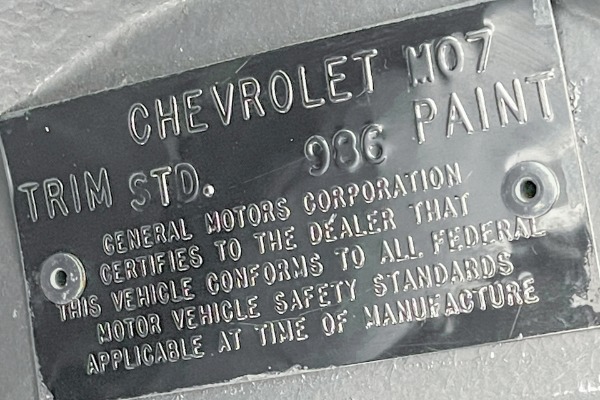 CHEVROLET M07
TRIM STD. 986 PAINT
GENERAL MOTORS CORPORATION
CERTIFIES TO THE DEALER THAT
THIS VEHICLE CONFORMS TO ALL FEDERAL
MOTOR VEHICLE SAFETY STANDARDS
APPLICABLE AT TIME OF MANUFACTURE